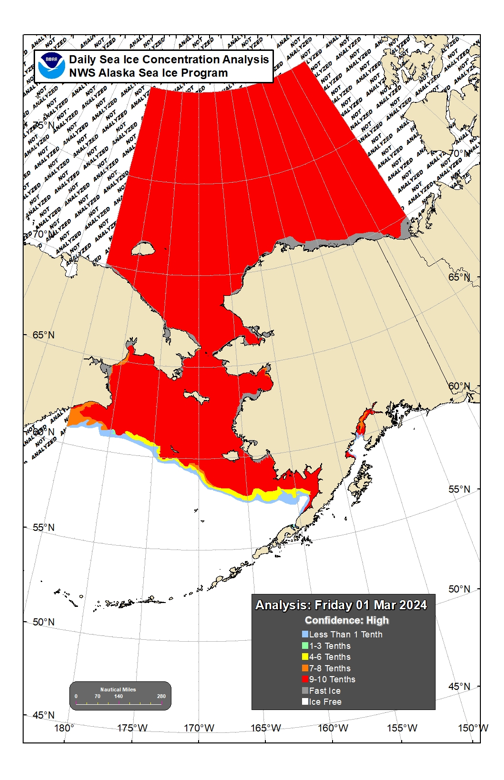 NOAA
Daily Sea Ice Concentration Analysis
NWS Alaska Sea Ice Program
NOT ANALYZED
75°N
70°N
70°N
65°N
65°N
60°N
60°N
55°N
55°N
50°N
50°N
45°N
45°N
Analysis: Friday 01 Mar 2024
Confidence: High
Less Than 1 Tenth
1-3 Tenths
4-6 Tenths
7-8 Tenths
9-10 Tenths
Fast Ice
Ice Free
Nautical Miles
0 70 140 280
180° 175°W 170°W 165°W 160°W 155°W 150°W